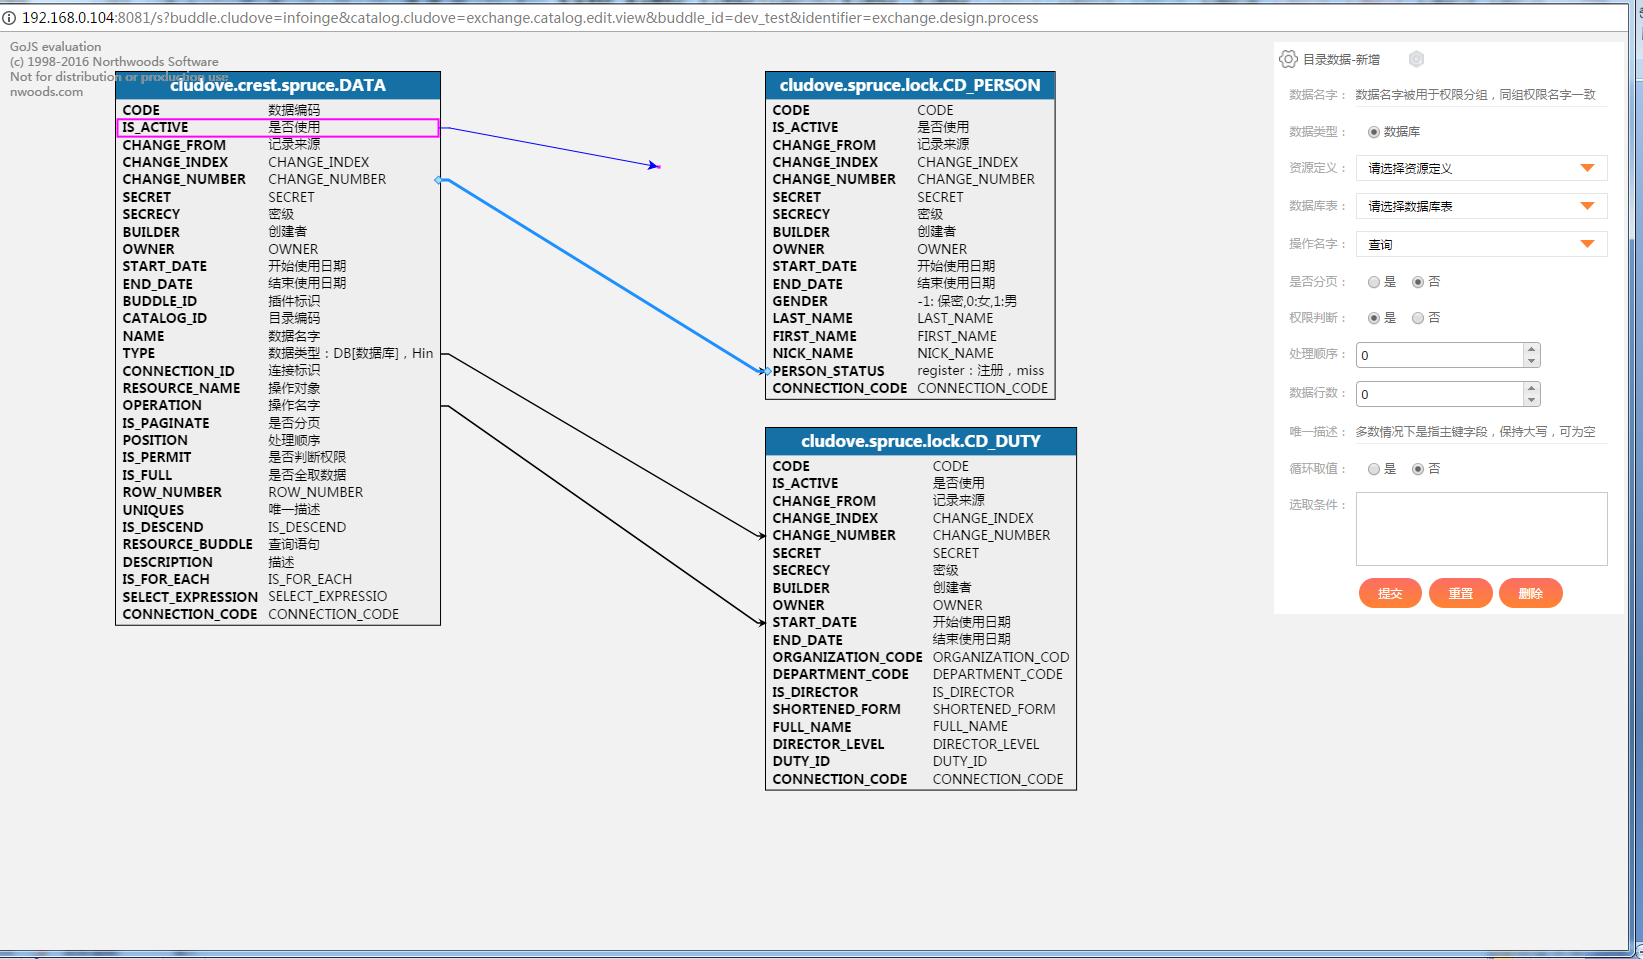 192.168.0.104:8081/s?buddle.cludove=infoinge&catalog.cludove=exchange.catalog.edit.view&buddle_id=dev_test&identifier=exchange.design.process
GoJS evaluation
(c) 1998-2016 Northwoods Software
Not for distribution or production use
nwoods.com
cludove.crest.spruce.DATA
CODE 数据编码
IS_ACTIVE 是否使用
CHANGE_FROM 记录来源
CHANGE_INDEX CHANGE_INDEX
CHANGE_NUMBER CHANGE_NUMBER
SECRET SECRET
SECRECY 密级
BUILDER 创建者
OWNER OWNER
START_DATE 开始使用日期
END_DATE 结束使用日期
BUDDLE_ID 插件标识
CATALOG_ID 目录编码
NAME 数据名字
TYPE 数据类型：DB[数据库]，Hin
CONNECTION_ID 连接标识
RESOURCE_NAME 操作对象
OPERATION 操作名字
IS_PAGINATE 是否分页
POSITION 处理顺序
IS_PERMIT 是否判断权限
IS_FULL 是否全取数据
ROW_NUMBER ROW_NUMBER
UNIQUES 唯一描述
IS_DESCEND IS_DESCEND
RESOURCE_BUDDLE 查询语句
DESCRIPTION 描述
IS_FOR_EACH IS_FOR_EACH
SELECT_EXPRESSION SELECT_EXPRESSIO
CONNECTION_CODE CONNECTION_CODE
cludove.spruce.lock.CD_PERSON
CODE CODE
IS_ACTIVE 是否使用
CHANGE_FROM 记录来源
CHANGE_INDEX CHANGE_INDEX
CHANGE_NUMBER CHANGE_NUMBER
SECRET SECRET
SECRECY 密级
BUILDER 创建者
OWNER OWNER
START_DATE 开始使用日期
END_DATE 结束使用日期
GENDER -1: 保密,0:女,1:男
LAST_NAME LAST_NAME
FIRST_NAME FIRST_NAME
NICK_NAME NICK_NAME
PERSON_STATUS register：注册，miss
CONNECTION_CODE CONNECTION_CODE
cludove.spruce.lock.CD_DUTY
CODE CODE
IS_ACTIVE 是否使用
CHANGE_FROM 记录来源
CHANGE_INDEX CHANGE_INDEX
CHANGE_NUMBER CHANGE_NUMBER
SECRET SECRET
SECRECY 密级
BUILDER 创建者
OWNER OWNER
START_DATE 开始使用日期
END_DATE 结束使用日期
ORGANIZATION_CODE ORGANIZATION_COD
DEPARTMENT_CODE DEPARTMENT_CODE
IS_DIRECTOR IS_DIRECTOR
SHORTENED_FORM SHORTENED_FORM
FULL_NAME FULL_NAME
DIRECTOR_LEVEL DIRECTOR_LEVEL
DUTY_ID DUTY_ID
CONNECTION_CODE CONNECTION_CODE
目录数据-新增
数据名字： 数据名字被用于权限分组，同组权限名字一致
数据类型： 数据库
资源定义： 请选择资源定义
数据库表： 请选择数据库表
操作名字： 查询
是否分页： 是 否
权限判断： 是 否
处理顺序： 0
数据行数： 0
唯一描述： 多数情况下是指主键字段，保持大写，可为空
循环取值： 是 否
选取条件：
提交 重置 删除